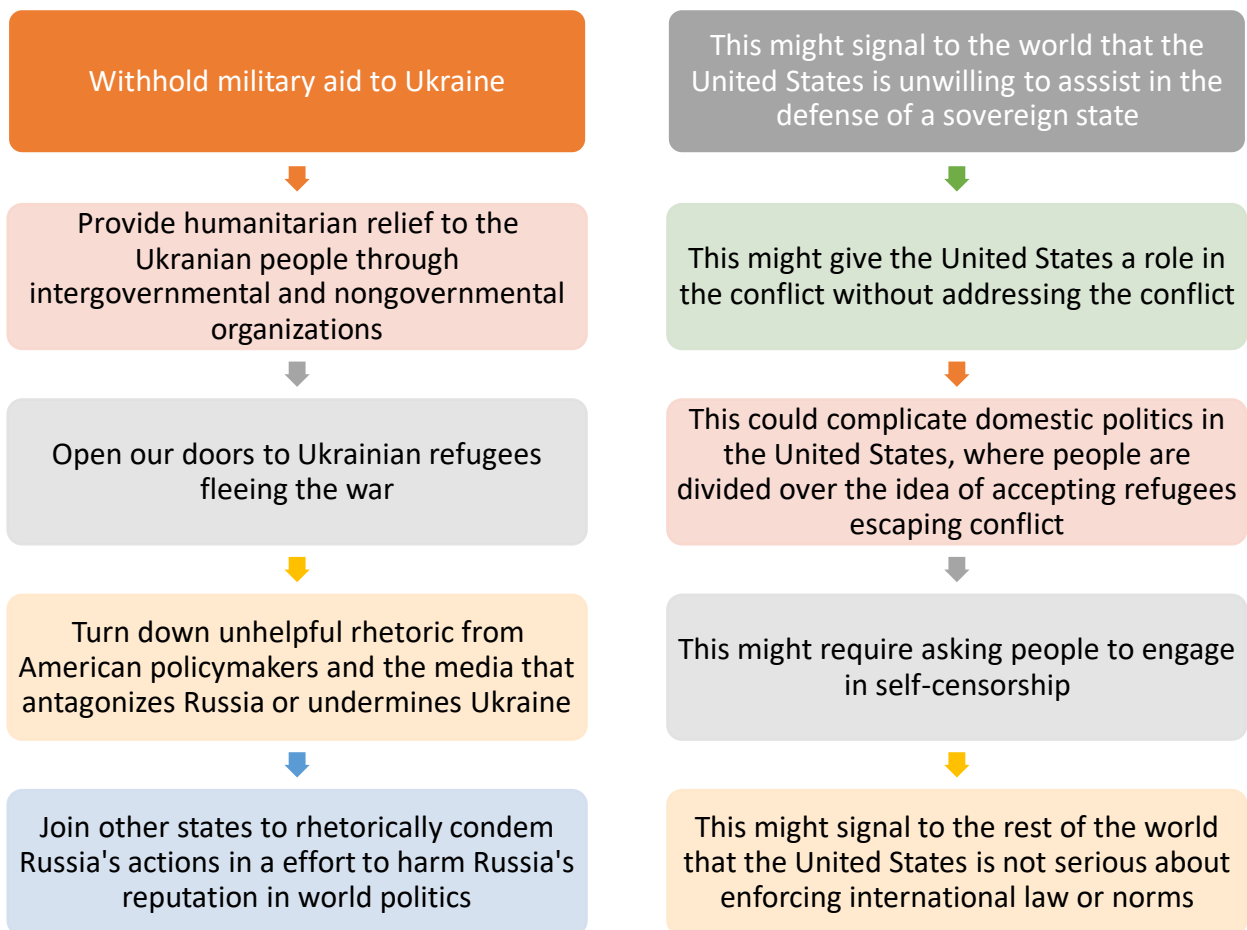 Withhold military aid to Ukraine
This might signal to the world that the
United States is unwilling to asssist in the
defense of a sovereign state
Provide humanitarian relief to the
Ukranian people through
intergovernmental and nongovernmental
organizations
This might give the United States a role in
the conflict without addressing the conflict
Open our doors to Ukrainian refugees
fleeing the war
This could complicate domestic politics in
the United States, where people are
divided over the idea of accepting refugees
escaping conflict
Turn down unhelpful rhetoric from
American policymakers and the media that
antagonizes Russia or undermines Ukraine
This might require asking people to engage
in self-censorship
Join other states to rhetorically condem
Russia's actions in a effort to harm Russia's
reputation in world politics
This might signal to the rest of the world
that the United States is not serious about
enforcing international law or norms